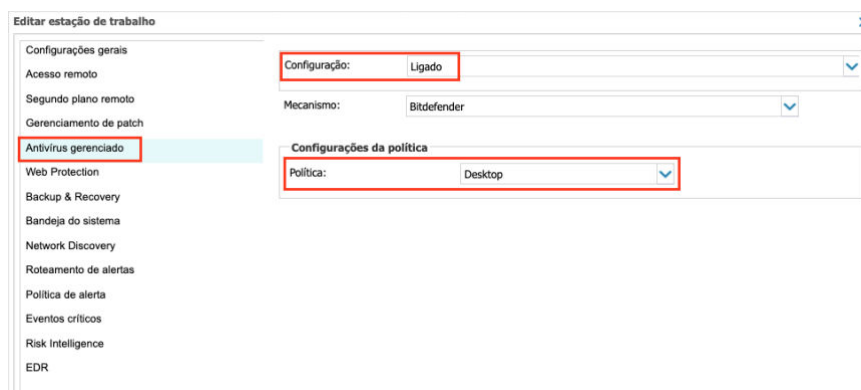 Editar estação de trabalho
Configurações gerais
Acesso remoto
Segundo plano remoto
Gerenciamento de patch
Antivírus gerenciado
Web Protection
Backup & Recovery
Bandeja do sistema
Network Discovery
Roteamento de alertas
Política de alerta
Eventos críticos
Risk Intelligence
EDR
Configuração: Ligado
Mecanismo: Bitdefender
Configurações da política
Política: Desktop